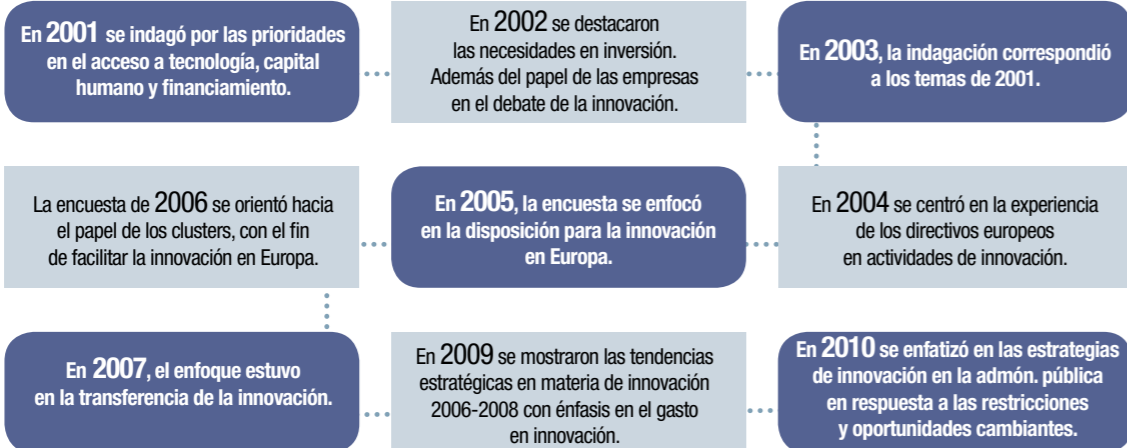 En 2001 se indagó por las prioridades
en el acceso a tecnología, capital
humano y financiamiento.
En 2002 se destacaron
las necesidades en inversión.
Además del papel de las empresas
en el debate de la innovación.
En 2003, la indagación correspondió
a los temas de 2001.
En 2004 se centró en la experiencia
de los directivos europeos
en actividades de innovación.
En 2005, la encuesta se enfocó
en la disposición para la innovación
en Europa.
La encuesta de 2006 se orientó hacia
el papel de los clusters, con el fin
de facilitar la innovación en Europa.
En 2007, el enfoque estuvo
en la transferencia de la innovación.
En 2009 se mostraron las tendencias
estratégicas en materia de innovación
2006-2008 con énfasis en el gasto
en innovación.
En 2010 se enfatizó en las estrategias
de innovación en la admón. pública
en respuesta a las restricciones
y oportunidades cambiantes.